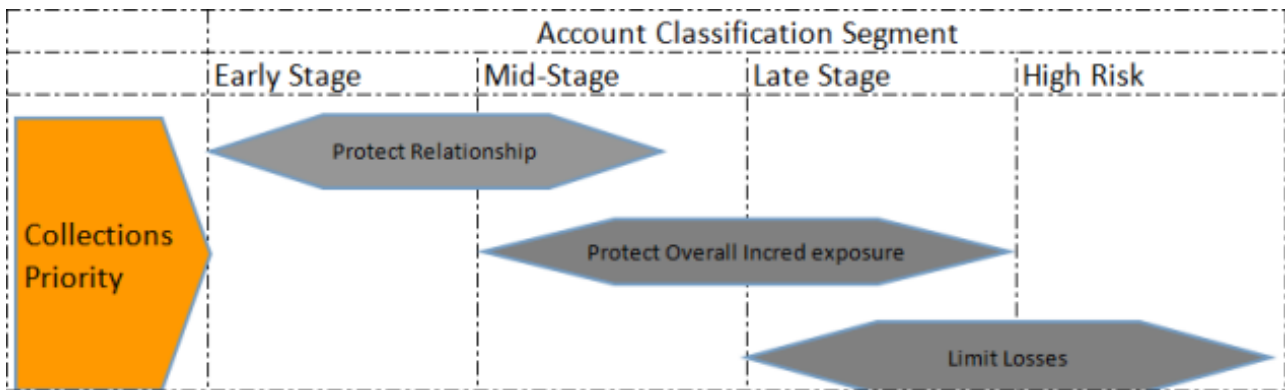 Account Classification Segment
Early Stage Mid-Stage Late Stage High Risk
Protect Relationship
Collections
Priority
Protect Overall Incred exposure
Limit Losses